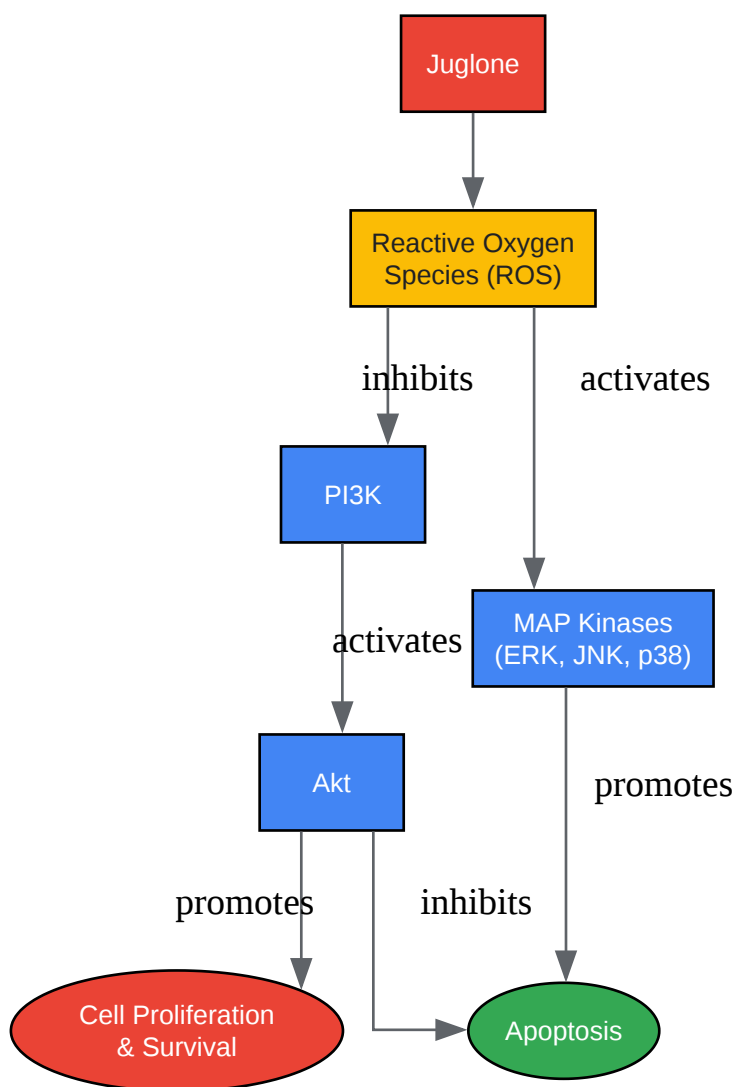 Juglone
Reactive Oxygen
Species (ROS)
inhibits
activates
PI3K
MAP Kinases
(ERK, JNK, p38)
activates
Akt
promotes
promotes
inhibits
Cell Proliferation
& Survival
Apoptosis